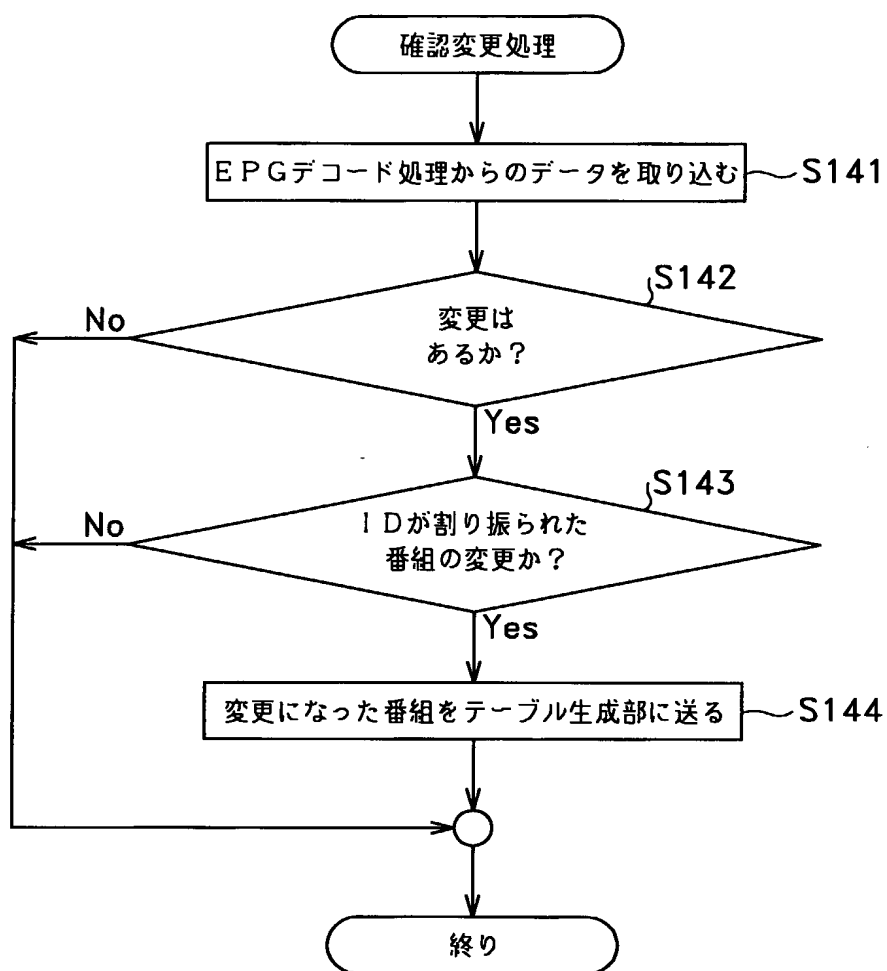 確認変更処理
EPGデコード処理からのデータを取り込む
S141
S142
変更は
あるか?
No
Yes
S143
IDが割り振られた
番組の変更か?
No
Yes
変更になった番組をテーブル生成部に送る
S144
終り